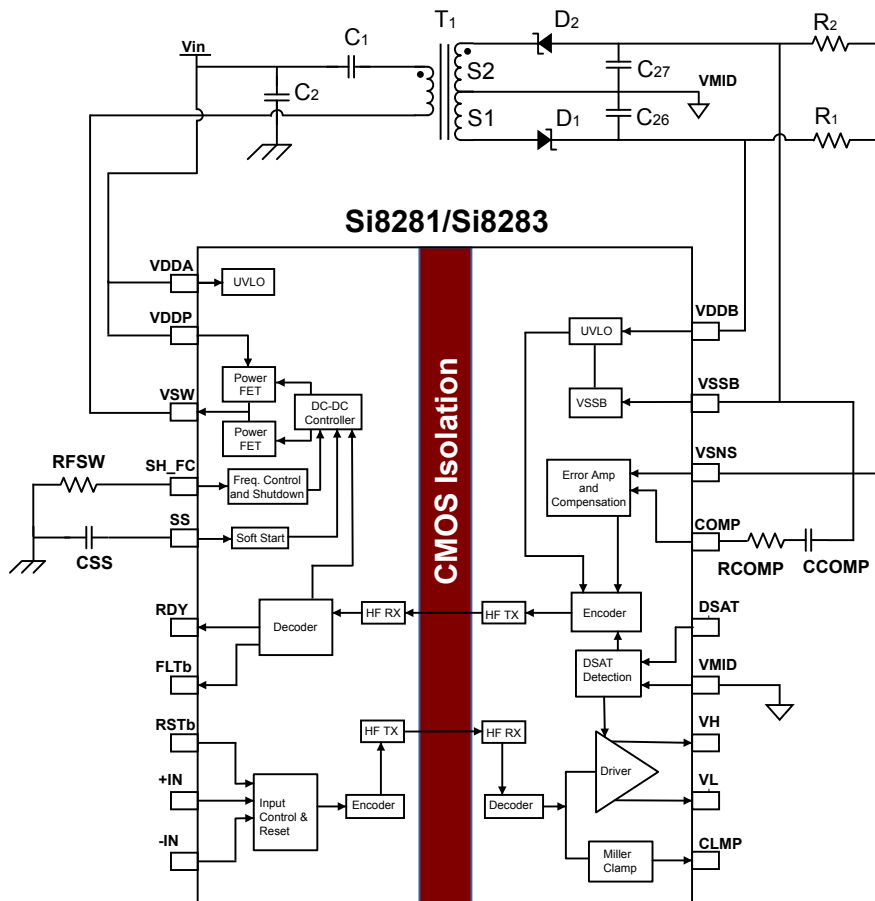 T1
D2
R2
Vin
C1
C2
S2
C27
VMID
S1
D1
C26
R1
Si8281/Si8283
CMOS Isolation
VDDA
UVLO
VDDP
Power
FET
VSW
Power
FET
DC-DC
Controller
RFSW
SH_FC
Freq. Control
and Shutdown
SS
Soft Start
CSS
RDY
Decoder
HF RX
FLTb
RSTb
HF TX
+IN
Input
Control &
Reset
Encoder
-IN
VDDB
UVLO
VSSB
VSSB
VSNS
Error Amp
and
Compensation
COMP
RCOMP
CCOMP
HF TX
Encoder
DSAT
DSAT
Detection
VMID
HF RX
VH
Driver
VL
Decoder
Miller
Clamp
CLMP